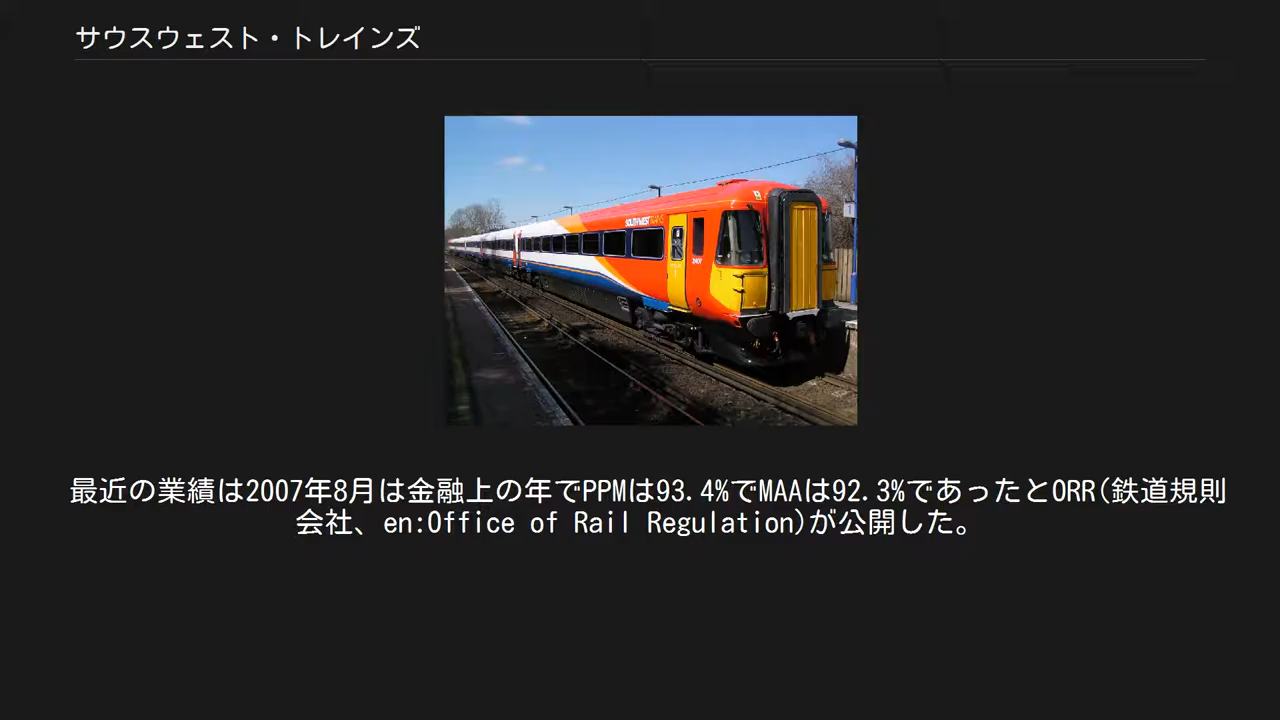 サウスウェスト・トレインズ
SOUTHWESTTRAINS
2407
最近の業績は2007年8月は金融上の年でPPMは93.4%でMAAは92.3%であったとORR(鉄道規則
会社、en:Office of Rail Regulation)が公開した。